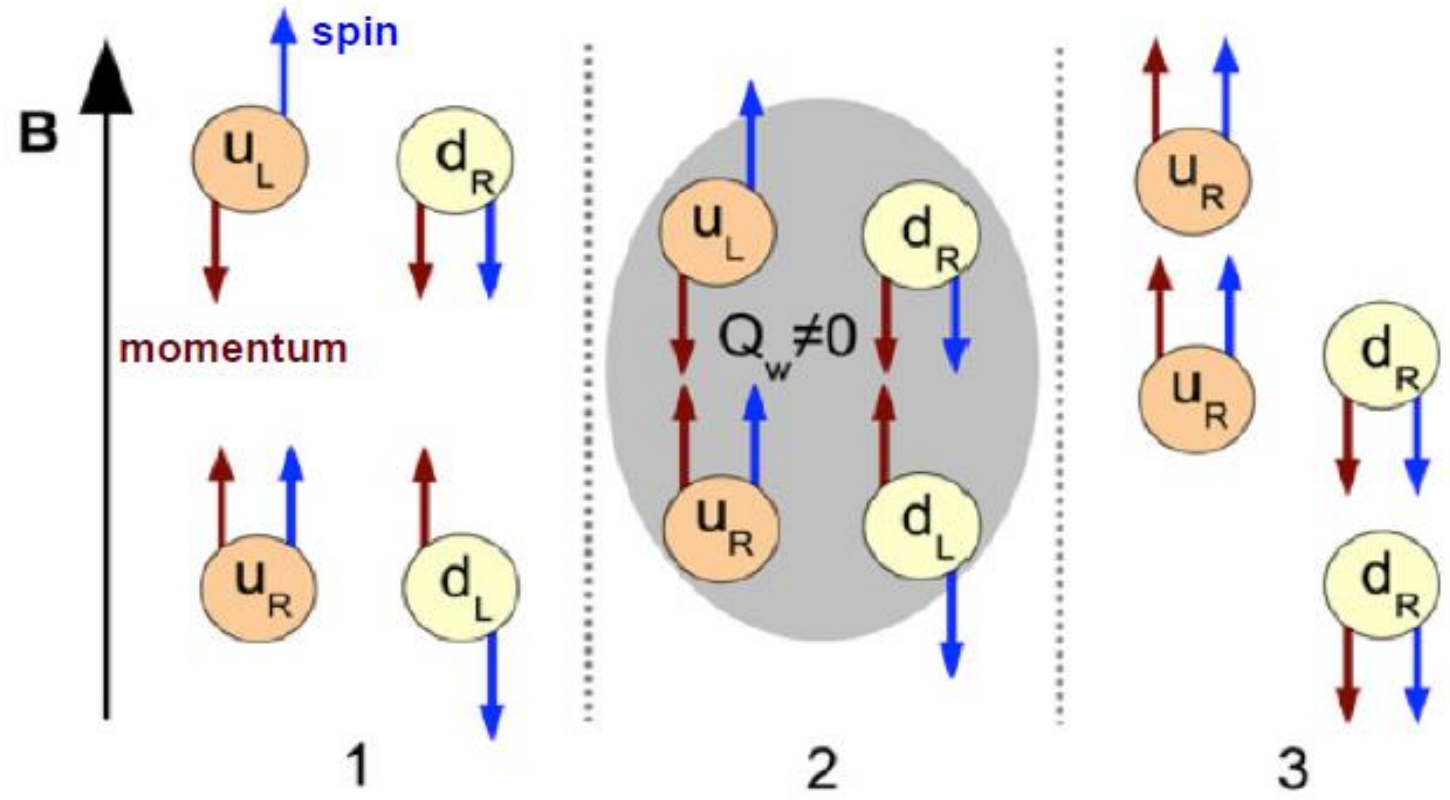 spin
B
u_L
d_R
momentum
u_R
d_L
1
u_L
d_R
Q_w≠0
u_R
d_L
2
u_R
u_R
d_R
d_R
3